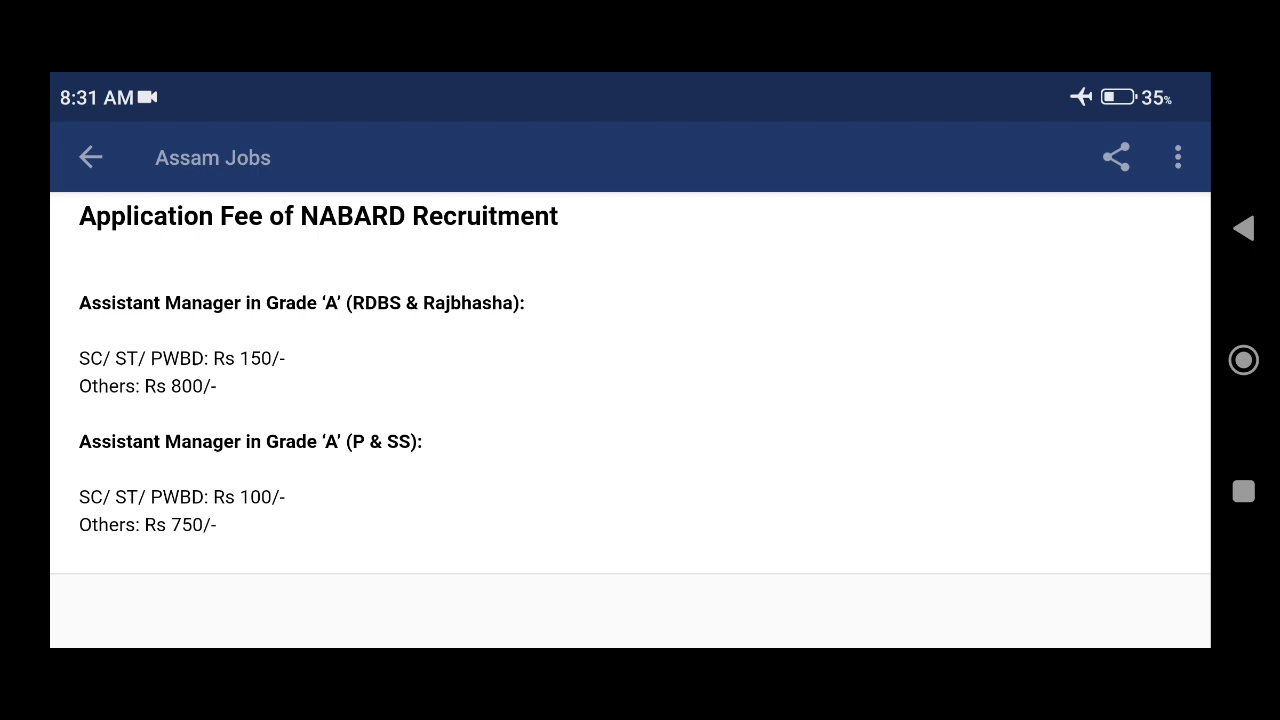 8:31 AM
35%
Assam Jobs
Application Fee of NABARD Recruitment
Assistant Manager in Grade ‘A’ (RDBS & Rajbhasha):
SC/ ST/ PWBD: Rs 150/-
Others: Rs 800/-
Assistant Manager in Grade ‘A’ (P & SS):
SC/ ST/ PWBD: Rs 100/-
Others: Rs 750/-